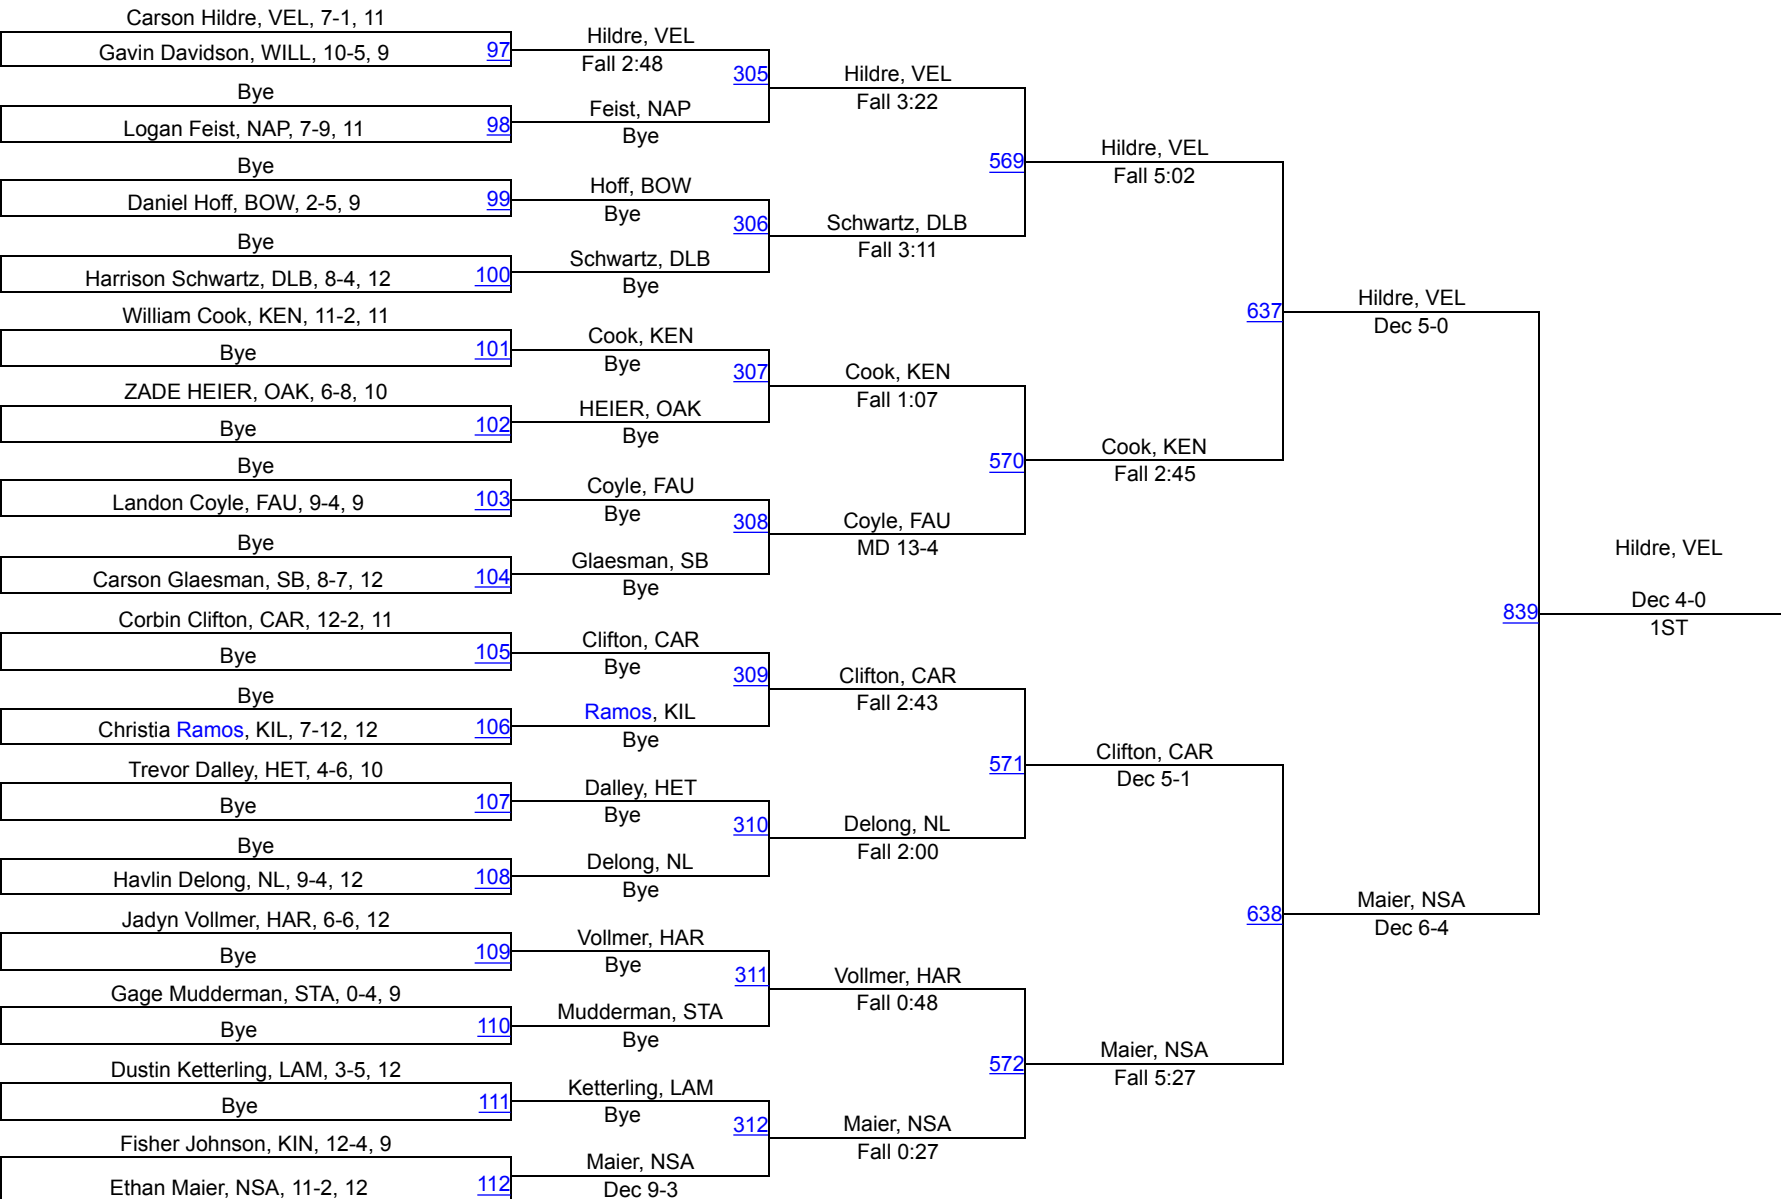 Carson Hildre, VEL, 7-1, 11
Gavin Davidson, WILL, 10-5, 9
97
Bye
Logan Feist, NAP, 7-9, 11
98
Bye
Daniel Hoff, BOW, 2-5, 9
99
Bye
Harrison Schwartz, DLB, 8-4, 12
100
William Cook, KEN, 11-2, 11
Bye
101
ZADE HEIER, OAK, 6-8, 10
Bye
102
Bye
Landon Coyle, FAU, 9-4, 9
103
Bye
Carson Glaesman, SB, 8-7, 12
104
Corbin Clifton, CAR, 12-2, 11
Bye
105
Bye
Christia Ramos, KIL, 7-12, 12
106
Trevor Dalley, HET, 4-6, 10
Bye
107
Bye
Havlin Delong, NL, 9-4, 12
108
Jadyn Vollmer, HAR, 6-6, 12
Bye
109
Gage Mudderman, STA, 0-4, 9
Bye
110
Dustin Ketterling, LAM, 3-5, 12
Bye
111
Fisher Johnson, KIN, 12-4, 9
Ethan Maier, NSA, 11-2, 12
112
Hildre, VEL
Fall 2:48
305
Feist, NAP
Bye
Hoff, BOW
Bye
306
Schwartz, DLB
Bye
Cook, KEN
Bye
307
HEIER, OAK
Bye
Coyle, FAU
Bye
308
Glaesman, SB
Bye
Clifton, CAR
Bye
309
Ramos, KIL
Bye
Dalley, HET
Bye
310
Delong, NL
Bye
Vollmer, HAR
Bye
311
Mudderman, STA
Bye
Ketterling, LAM
Bye
312
Maier, NSA
Dec 9-3
Hildre, VEL
Fall 3:22
569
Schwartz, DLB
Fall 3:11
Cook, KEN
Fall 1:07
570
Coyle, FAU
MD 13-4
Clifton, CAR
Fall 2:43
571
Delong, NL
Fall 2:00
Vollmer, HAR
Fall 0:48
572
Maier, NSA
Fall 0:27
Hildre, VEL
Fall 5:02
637
Cook, KEN
Fall 2:45
Clifton, CAR
Dec 5-1
638
Maier, NSA
Fall 5:27
Hildre, VEL
Dec 5-0
839
Maier, NSA
Dec 6-4
Hildre, VEL
Dec 4-0
1ST